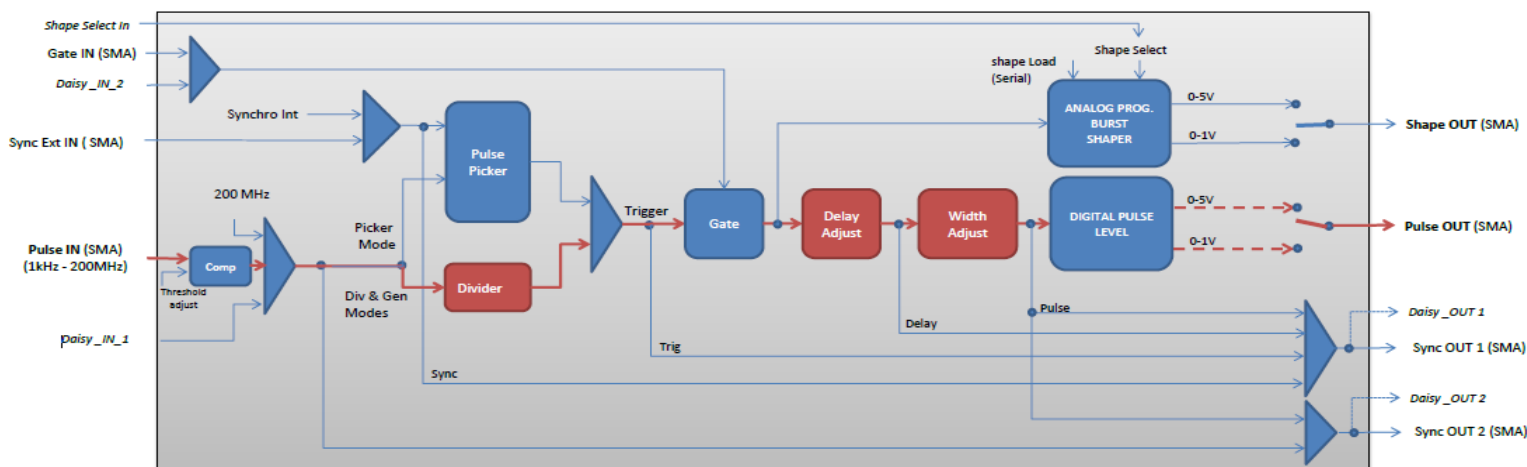 Shape Select In
Gate IN (SMA)
Daisy _IN_2
Synchro Int
Sync Ext IN ( SMA)
200 MHz
Pulse IN (SMA)
(1kHz - 200MHz)
Comp
Threshold
adjust
Daisy _IN_1
Pulse
Picker
Picker
Mode
Div & Gen
Modes
Divider
Trigger
Gate
Delay
Adjust
Width
Adjust
shape Load
(Serial)
Shape Select
ANALOG PROG.
BURST
SHAPER
0-5V
0-1V
Shape OUT (SMA)
DIGITAL PULSE
LEVEL
0-5V
0-1V
Pulse OUT (SMA)
Pulse
Delay
Trig
Sync
Daisy _OUT 1
Sync OUT 1 (SMA)
Daisy _OUT 2
Sync OUT 2 (SMA)